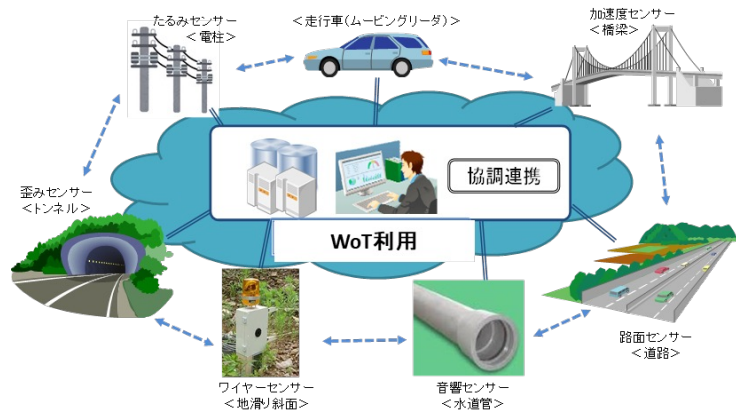 たるみセンサー
＜電柱＞
＜走行車（ムービングリーダ）＞
加速度センサー
＜橋梁＞
歪みセンサー
＜トンネル＞
協調連携
WoT利用
ワイヤーセンサー
＜地滑り斜面＞
音響センサー
＜水道管＞
路面センサー
＜道路＞